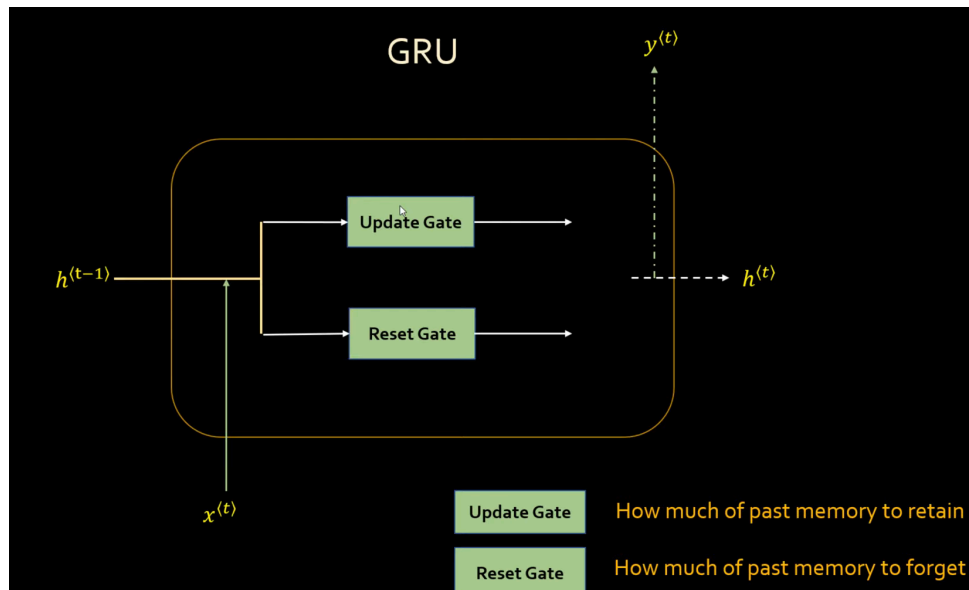 GRU
y⟨t⟩
Update Gate
h⟨t−1⟩
h⟨t⟩
Reset Gate
x⟨t⟩
Update Gate How much of past memory to retain
Reset Gate How much of past memory to forget